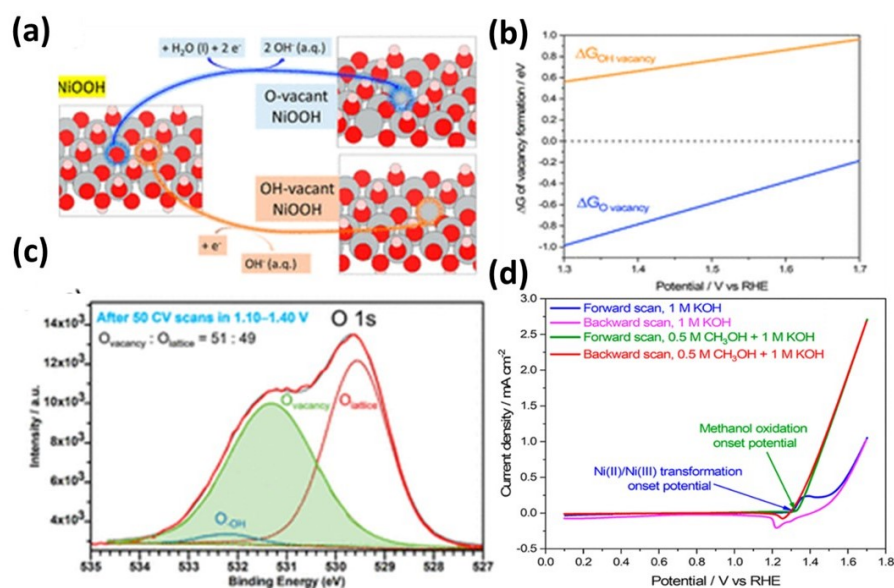 (a)
+ H₂O (l) + 2 e⁻
2 OH⁻ (a.q.)
NiOOH
O-vacant
NiOOH
OH-vacant
NiOOH
+ e⁻
OH⁻ (a.q.)
(b)
ΔG of vacancy formation / eV
1.0
0.8
0.6
0.4
0.2
0.0
-0.2
-0.4
-0.6
-0.8
-1.0
ΔG OH vacancy
ΔG O vacancy
1.3
1.4
1.5
1.6
1.7
Potential / V vs RHE
(c)
After 50 CV scans in 1.10–1.40 V
O vacancy : O lattice = 51 : 49
O 1s
Intensity / a.u.
14x10³
12x10³
10x10³
8x10³
6x10³
4x10³
O vacancy
O lattice
O-OH
535
534
533
532
531
530
529
528
527
Binding Energy (eV)
(d)
Forward scan, 1 M KOH
Backward scan, 1 M KOH
Forward scan, 0.5 M CH₃OH + 1 M KOH
Backward scan, 0.5 M CH₃OH + 1 M KOH
Current density / mA cm⁻²
3.0
2.5
2.0
1.5
1.0
0.5
0.0
-0.5
Methanol oxidation
onset potential
Ni(II)/Ni(III) transformation
onset potential
0.0
0.2
0.4
0.6
0.8
1.0
1.2
1.4
1.6
1.8
Potential / V vs RHE